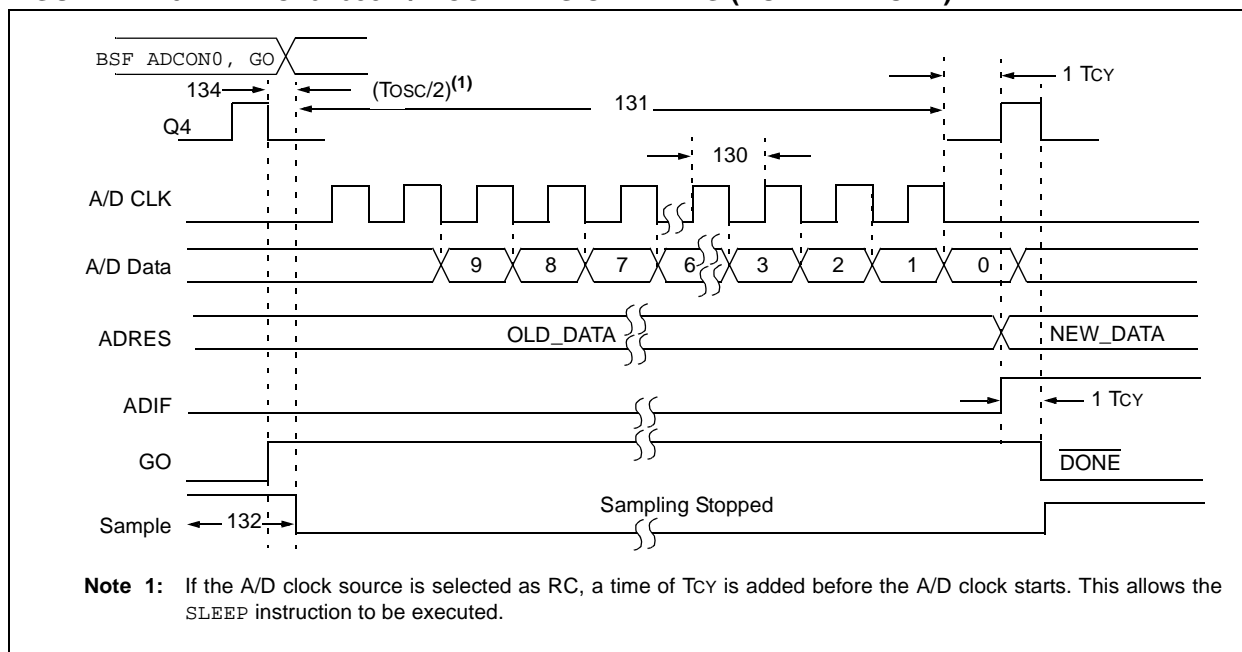 BSF ADCON0, GO
134
(TOSC/2)(1)
131
1 TCY
Q4
130
A/D CLK
A/D Data
9 8 7 6 3 2 1 0
ADRES
OLD_DATA
NEW_DATA
ADIF
1 TCY
GO
DONE
Sample
132
Sampling Stopped
Note 1: If the A/D clock source is selected as RC, a time of TCY is added before the A/D clock starts. This allows the
SLEEP instruction to be executed.